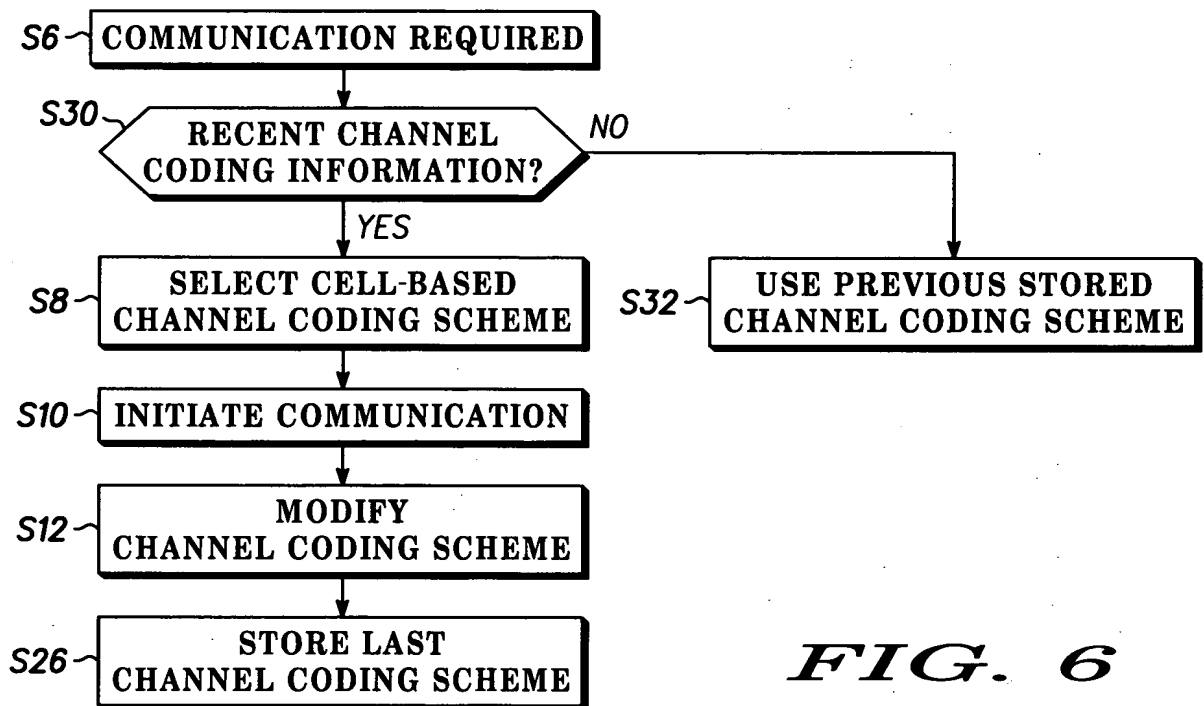 S6
COMMUNICATION REQUIRED
S30
RECENT CHANNEL
CODING INFORMATION?
NO
YES
S8
SELECT CELL-BASED
CHANNEL CODING SCHEME
S32
USE PREVIOUS STORED
CHANNEL CODING SCHEME
S10
INITIATE COMMUNICATION
S12
MODIFY
CHANNEL CODING SCHEME
S26
STORE LAST
CHANNEL CODING SCHEME
FIG. 6